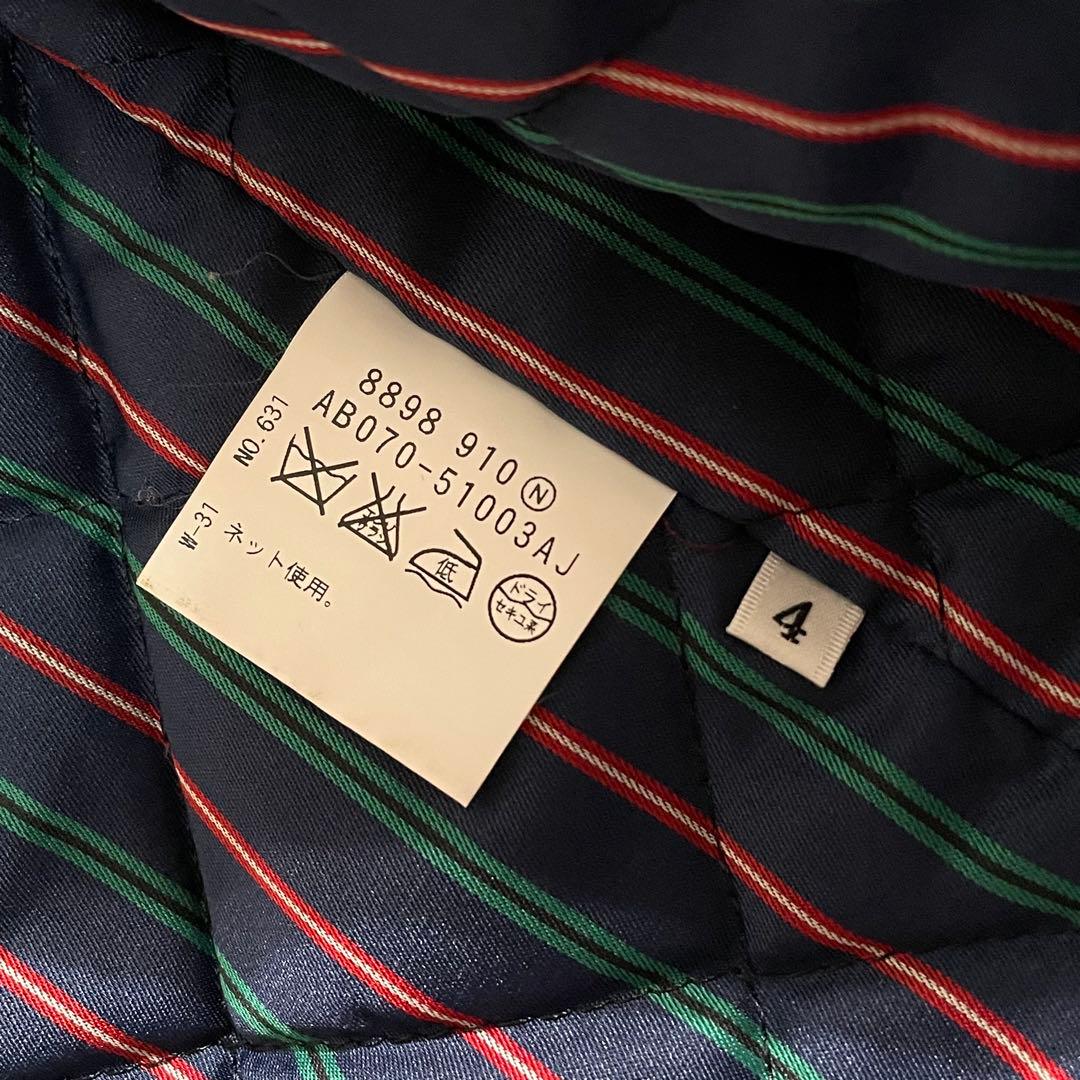 8898 910 Ⓝ
AB070-51003AJ
NO.631
低
ドライ
セキユ系
W-31
ネット使用。
4